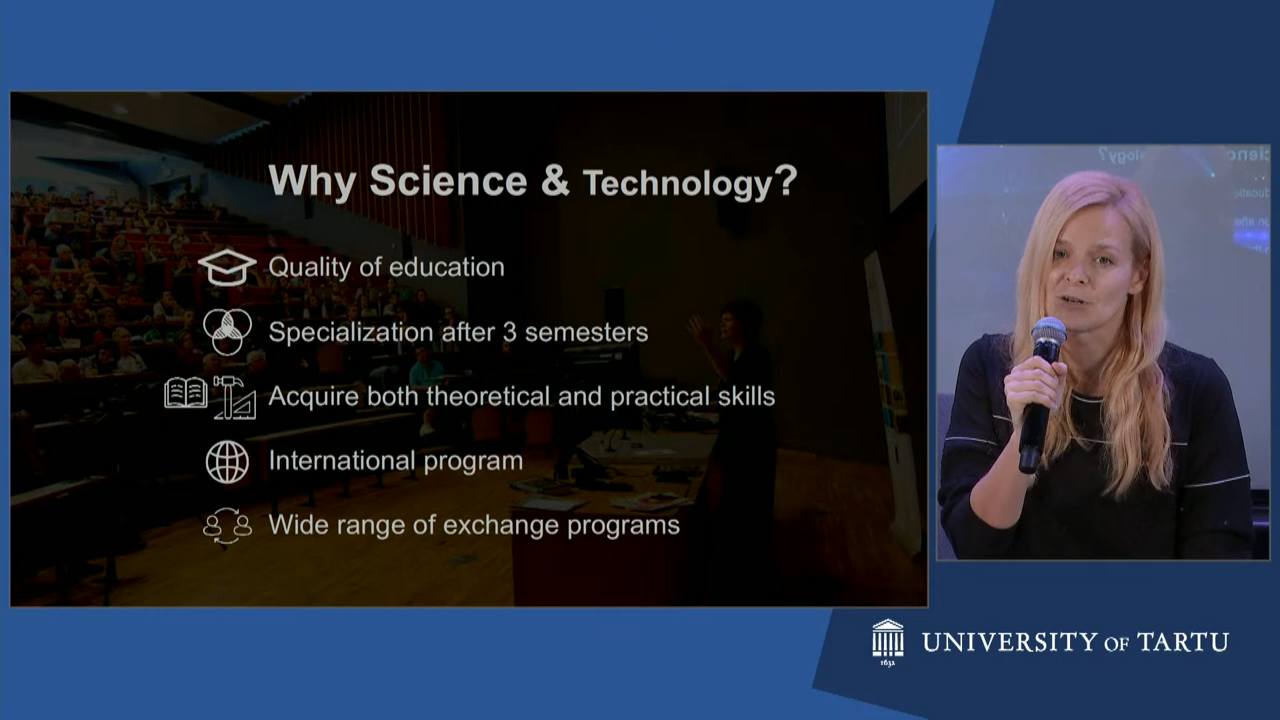 Why Science & Technology?
Quality of education
Specialization after 3 semesters
Acquire both theoretical and practical skills
International program
Wide range of exchange programs
UNIVERSITY OF TARTU
1632